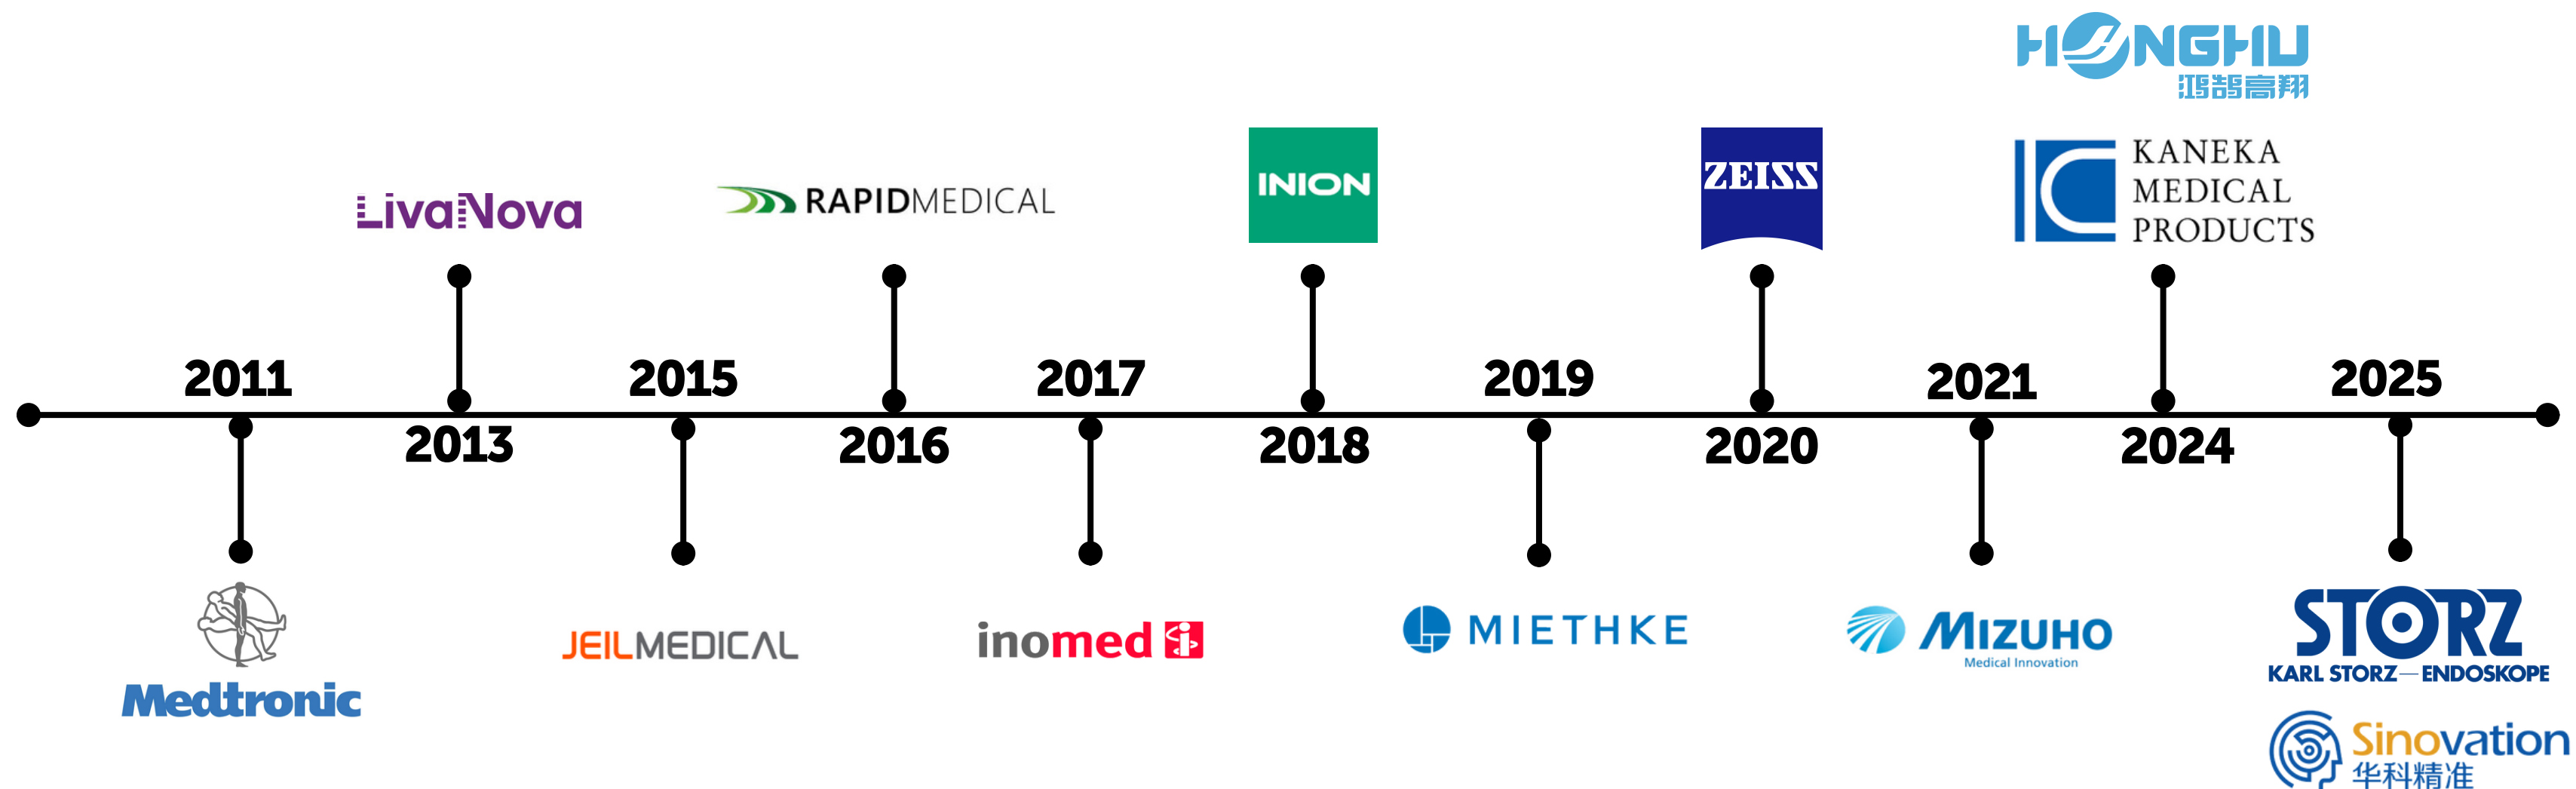 HONGHU
鸿鹄高翔
LivaNova
RAPIDMEDICAL
INION
ZEISS
KANEKA
MEDICAL
PRODUCTS
2011
2015
2017
2019
2021
2025
2013
2016
2018
2020
2024
Medtronic
JEILMEDICAL
inomed
MIETHKE
MIZUHO
Medical Innovation
STORZ
KARL STORZ—ENDOSKOPE
Sinovation
华科精准